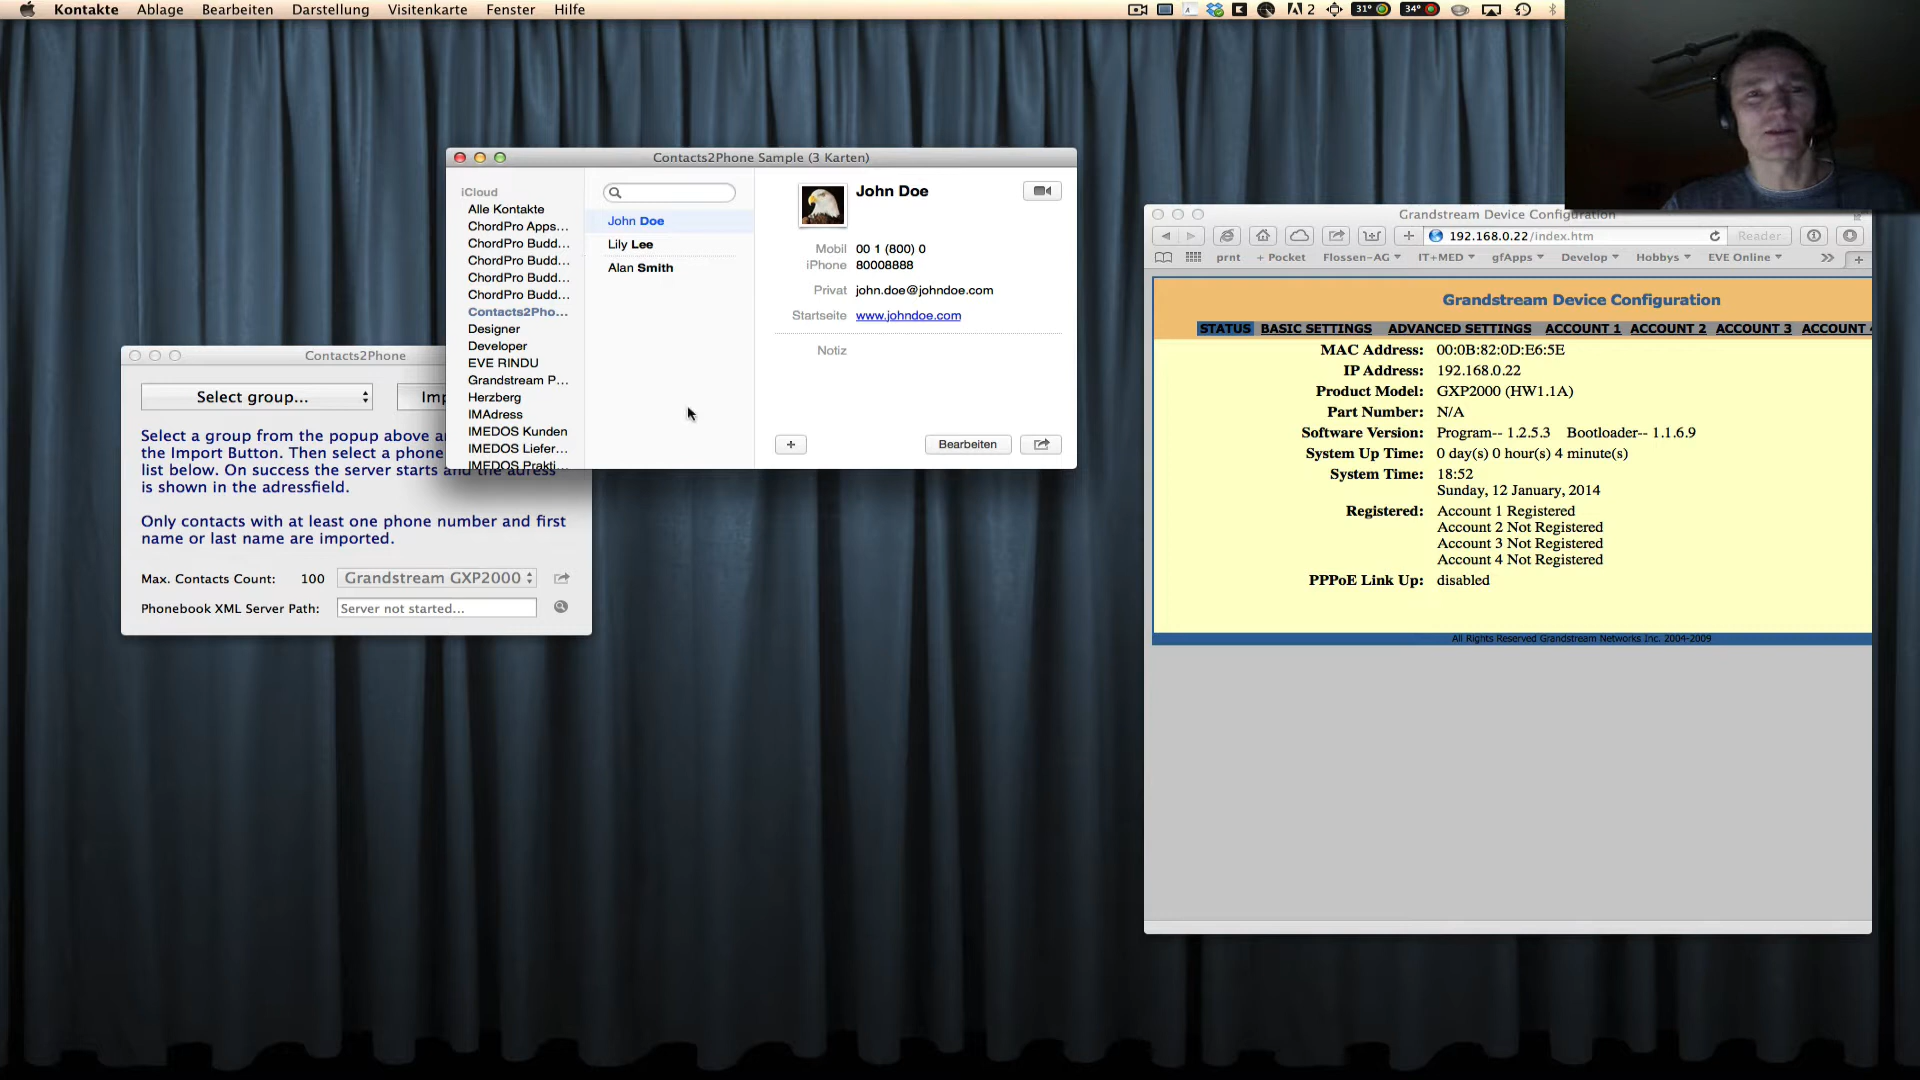 Kontakte Ablage Bearbeiten Darstellung Visitenkarte Fenster Hilfe
2 31° 34°
Contacts2Phone Sample (3 Karten)
iCloud
Alle Kontakte
ChordPro Apps...
ChordPro Budd...
ChordPro Budd...
ChordPro Budd...
ChordPro Budd...
Contacts2Pho...
Designer
Developer
EVE RINDU
Grandstream P...
Herzberg
IMAdress
IMEDOS Kunden
IMEDOS Liefer...
IMEDOS Prakti...
John Doe
Lily Lee
Alan Smith
John Doe
Mobil 00 1 (800) 0
iPhone 80008888
Privat john.doe@johndoe.com
Startseite www.johndoe.com
Notiz
+
Bearbeiten
Contacts2Phone
Select group...
Select a group from the popup above
the Import Button. Then select a phone
list below. On success the server starts and the adress
is shown in the adressfield.
Only contacts with at least one phone number and first
name or last name are imported.
Max. Contacts Count: 100 Grandstream GXP2000
Phonebook XML Server Path: Server not started...
Grandstream Device Configuration
192.168.0.22/index.htm Reader
prnt + Pocket Flossen-AG IT+MED gfApps Develop Hobbys EVE Online » +
Grandstream Device Configuration
STATUS BASIC SETTINGS ADVANCED SETTINGS ACCOUNT 1 ACCOUNT 2 ACCOUNT 3 ACCOUNT
MAC Address: 00:0B:82:0D:E6:5E
IP Address: 192.168.0.22
Product Model: GXP2000 (HW1.1A)
Part Number: N/A
Software Version: Program-- 1.2.5.3 Bootloader-- 1.1.6.9
System Up Time: 0 day(s) 0 hour(s) 4 minute(s)
System Time: 18:52
Sunday, 12 January, 2014
Registered: Account 1 Registered
Account 2 Not Registered
Account 3 Not Registered
Account 4 Not Registered
PPPoE Link Up: disabled
All Rights Reserved Grandstream Networks Inc. 2004-2009